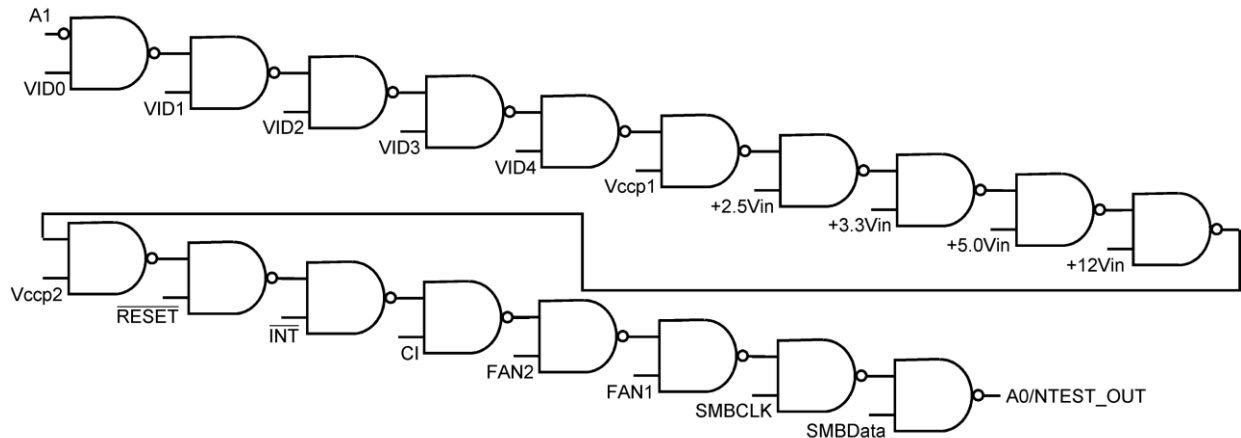 A1
VID0
VID1
VID2
VID3
VID4
Vccp1
+2.5Vin
+3.3Vin
+5.0Vin
+12Vin
Vccp2
RESET
INT
CI
FAN2
FAN1
SMBCLK
SMBData
A0/NTEST_OUT